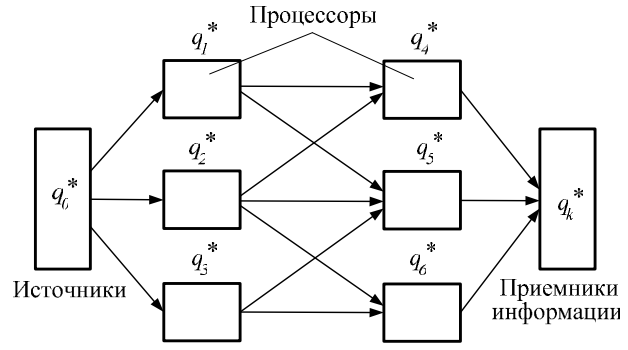 Процессоры
q₁*
q₄*
q₂*
q₅*
q₀*
qₖ*
q₃*
q₆*
Источники
Приемники
информации